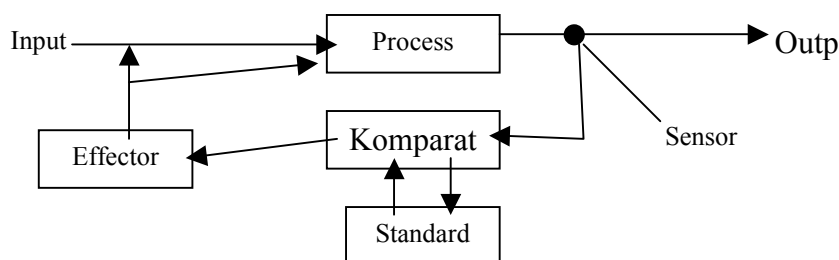 Input
Process
Outp
Effector
Komparat
Sensor
Standard